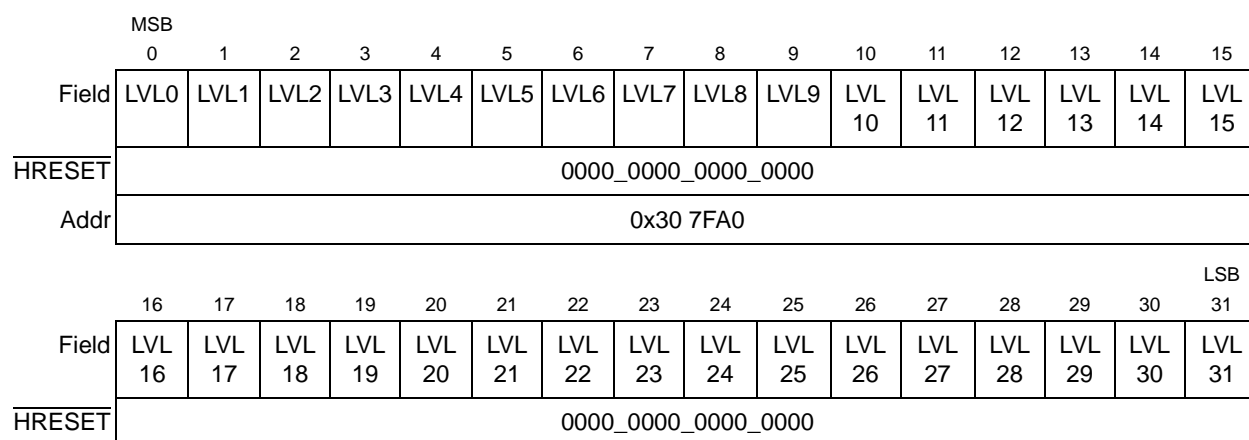 MSB
0 1 2 3 4 5 6 7 8 9 10 11 12 13 14 15
Field LVL0 LVL1 LVL2 LVL3 LVL4 LVL5 LVL6 LVL7 LVL8 LVL9 LVL LVL LVL LVL LVL LVL
10 11 12 13 14 15
HRESET 0000_0000_0000_0000
Addr 0x30 7FA0
LSB
16 17 18 19 20 21 22 23 24 25 26 27 28 29 30 31
Field LVL LVL LVL LVL LVL LVL LVL LVL LVL LVL LVL LVL LVL LVL LVL LVL
16 17 18 19 20 21 22 23 24 25 26 27 28 29 30 31
HRESET 0000_0000_0000_0000